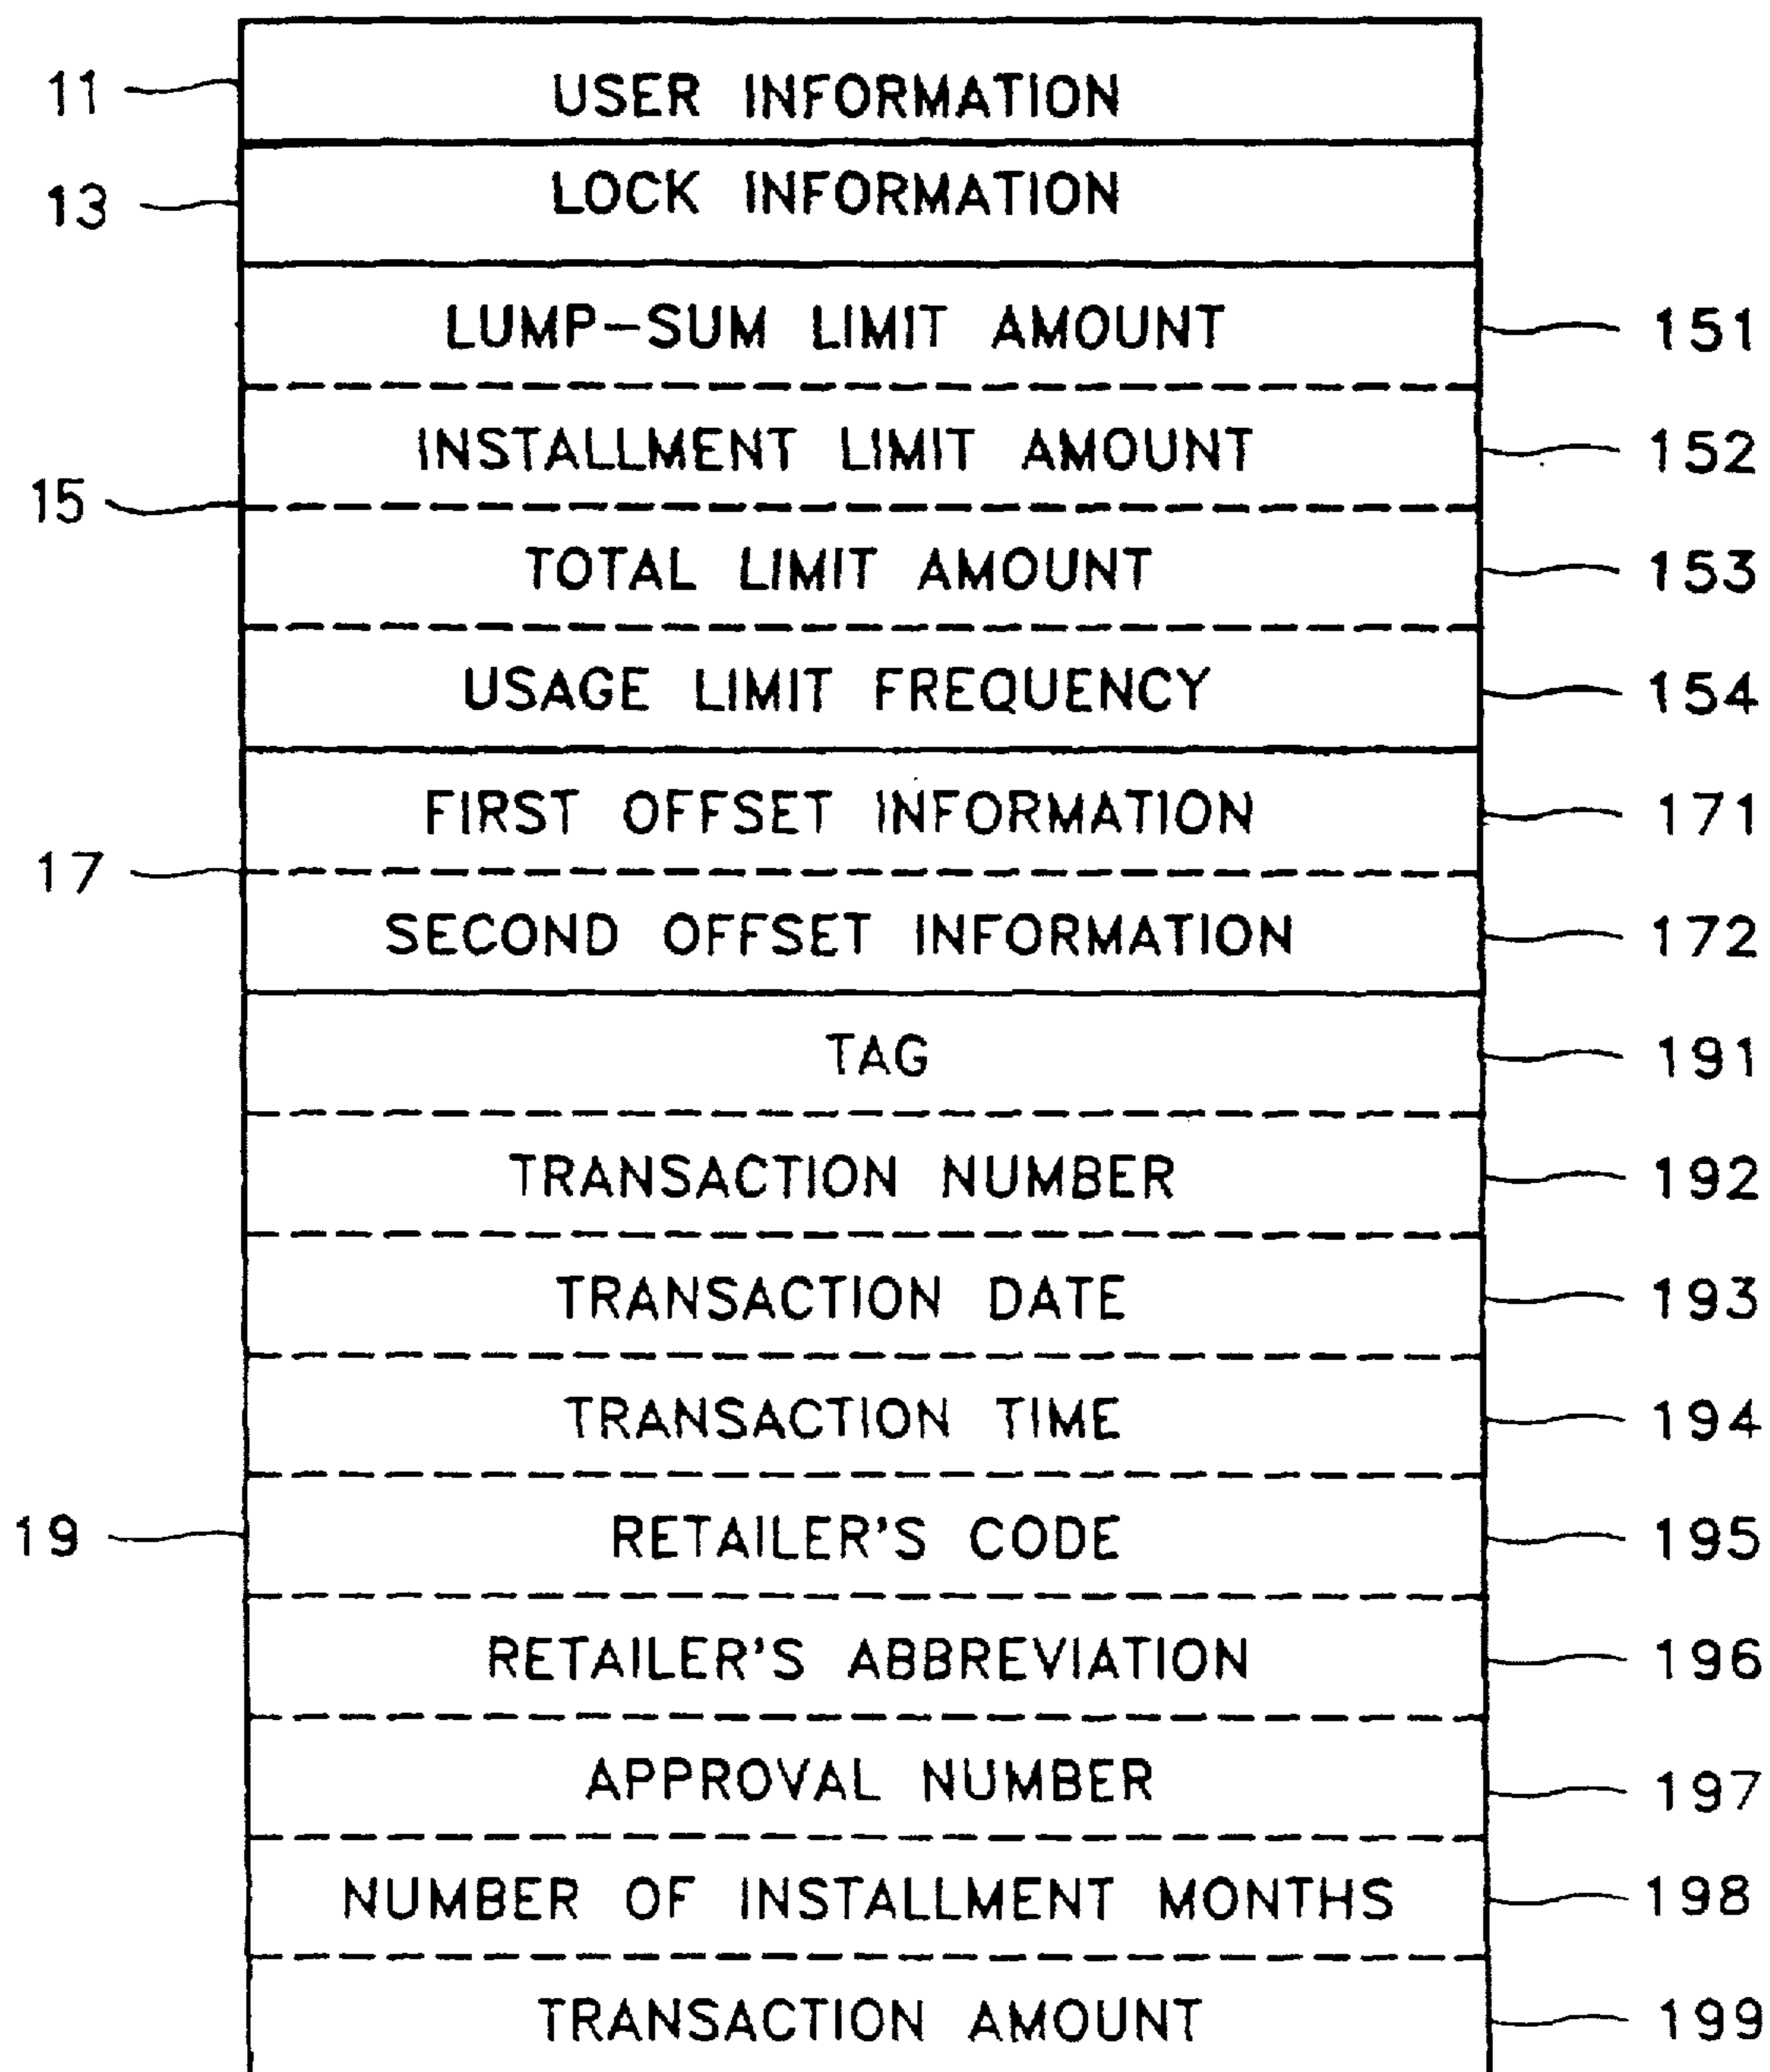 11 USER INFORMATION
13 LOCK INFORMATION
LUMP-SUM LIMIT AMOUNT 151
INSTALLMENT LIMIT AMOUNT 152
15
TOTAL LIMIT AMOUNT 153
USAGE LIMIT FREQUENCY 154
FIRST OFFSET INFORMATION 171
17
SECOND OFFSET INFORMATION 172
TAG 191
TRANSACTION NUMBER 192
TRANSACTION DATE 193
TRANSACTION TIME 194
19 RETAILER'S CODE 195
RETAILER'S ABBREVIATION 196
APPROVAL NUMBER 197
NUMBER OF INSTALLMENT MONTHS 198
TRANSACTION AMOUNT 199